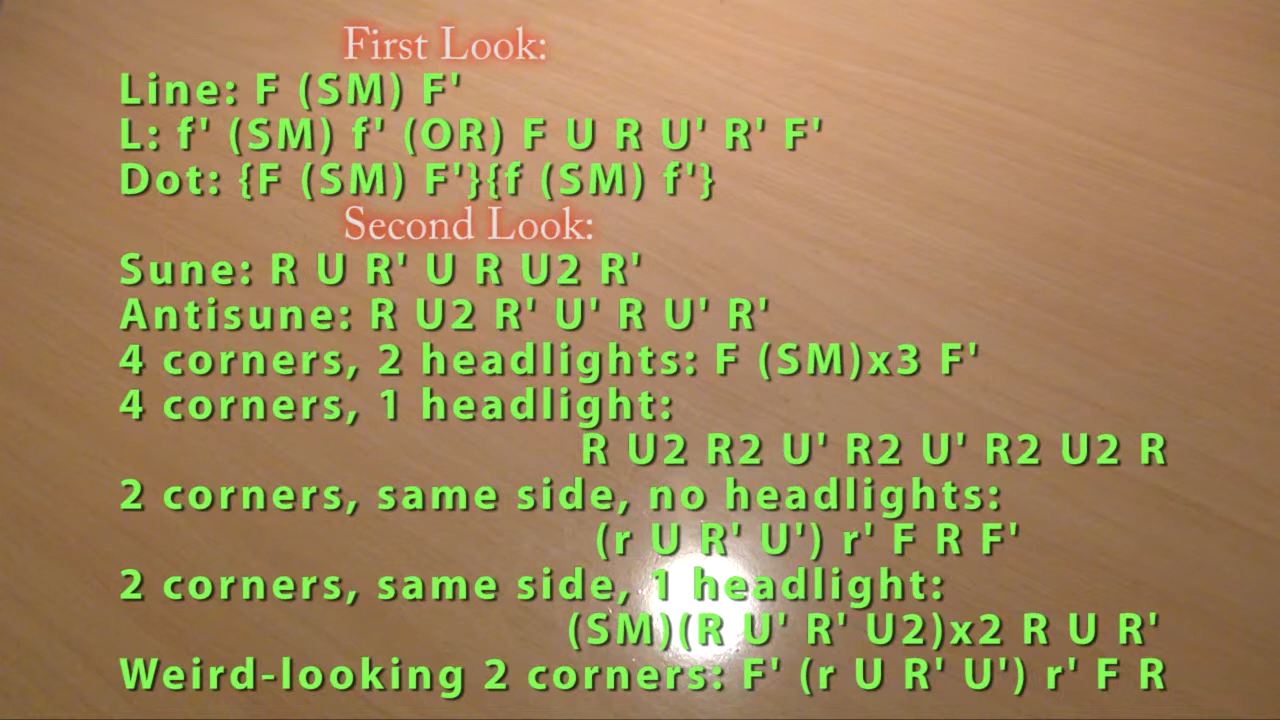 First Look:
Line: F (SM) F'
L: f' (SM) f' (OR) F U R U' R' F'
Dot: {F (SM) F'}{f (SM) f'}
Second Look:
Sune: R U R' U R U2 R'
Antisune: R U2 R' U' R U' R'
4 corners, 2 headlights: F (SM)x3 F'
4 corners, 1 headlight:
R U2 R2 U' R2 U' R2 U2 R
2 corners, same side, no headlights:
(r U R' U') r' F R F'
2 corners, same side, 1 headlight:
(SM)(R U' R' U2)x2 R U R'
Weird-looking 2 corners: F' (r U R' U') r' F R